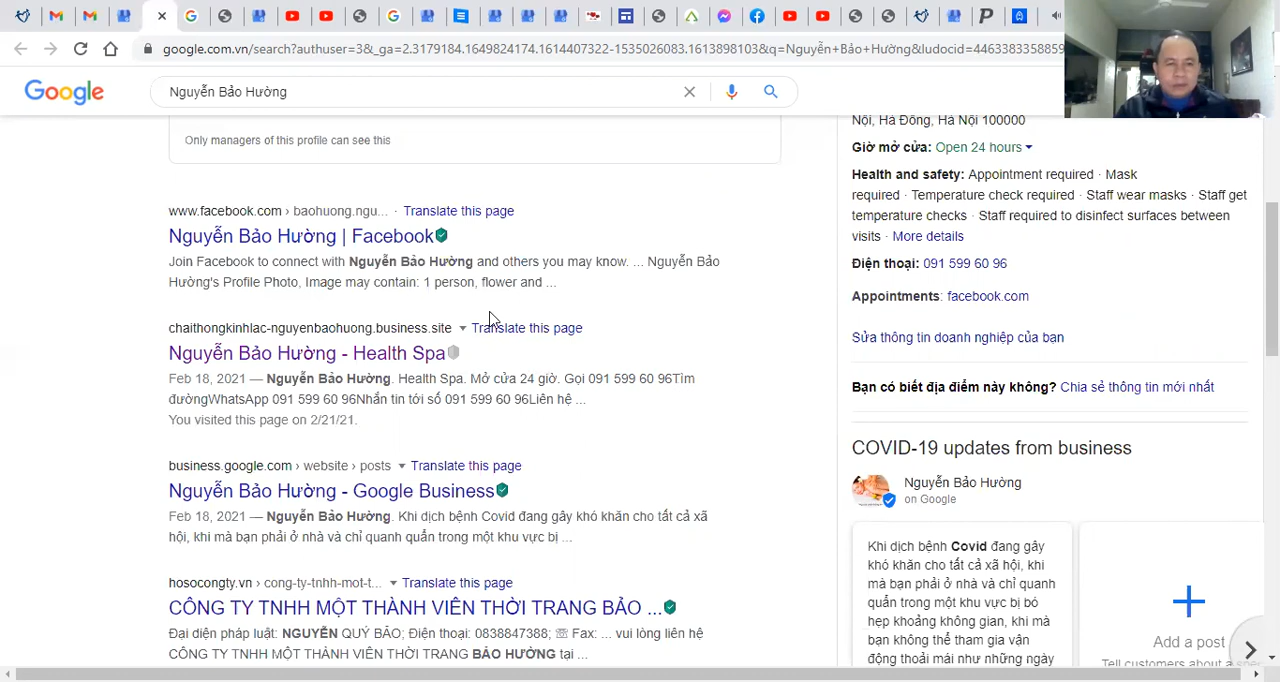 google.com.vn/search?authuser=3&_ga=2.3179184.1649824174.1614407322-1535026083.1613898103&q=Nguyễn+Bảo+Hường&ludocid=4463383335885
Google
Nguyễn Bảo Hường
Only managers of this profile can see this
www.facebook.com › baohuong.ngu... · Translate this page
Nguyễn Bảo Hường | Facebook
Join Facebook to connect with Nguyễn Bảo Hường and others you may know. ... Nguyễn Bảo
Hường's Profile Photo, Image may contain: 1 person, flower and ...
chaithongkinhlac-nguyenbaohuong.business.site Translate this page
Nguyễn Bảo Hường - Health Spa
Feb 18, 2021 — Nguyễn Bảo Hường. Health Spa. Mở cửa 24 giờ. Gọi 091 599 60 96Tìm
đườngWhatsApp 091 599 60 96Nhắn tin tới số 091 599 60 96Liên hệ ...
You visited this page on 2/21/21.
business.google.com › website › posts Translate this page
Nguyễn Bảo Hường - Google Business
Feb 18, 2021 — Nguyễn Bảo Hường. Khi dịch bệnh Covid đang gây khó khăn cho tất cả xã
hội, khi mà bạn phải ở nhà và chỉ quanh quẩn trong một khu vực bị ...
hosocongty.vn › cong-ty-tnhh-mot-t... Translate this page
CÔNG TY TNHH MỘT THÀNH VIÊN THỜI TRANG BẢO ...
Đại diện pháp luật: NGUYỄN QUÝ BẢO; Điện thoại: 0838847388; ☏ Fax: ... vui lòng liên hệ
CÔNG TY TNHH MỘT THÀNH VIÊN THỜI TRANG BẢO HƯỜNG tại ...
Nội, Hà Đông, Hà Nội 100000
Giờ mở cửa: Open 24 hours
Health and safety: Appointment required · Mask
required · Temperature check required · Staff wear masks · Staff get
temperature checks · Staff required to disinfect surfaces between
visits · More details
Điện thoại: 091 599 60 96
Appointments: facebook.com
Sửa thông tin doanh nghiệp của bạn
Bạn có biết địa điểm này không? Chia sẻ thông tin mới nhất
COVID-19 updates from business
Nguyễn Bảo Hường
on Google
Khi dịch bệnh Covid đang gây
khó khăn cho tất cả xã hội, khi
mà bạn phải ở nhà và chỉ quanh
quẩn trong một khu vực bị bó
hẹp khoảng không gian, khi mà
bạn không thể tham gia vận
động thoải mái như những ngày
Add a post
Tell customers about a